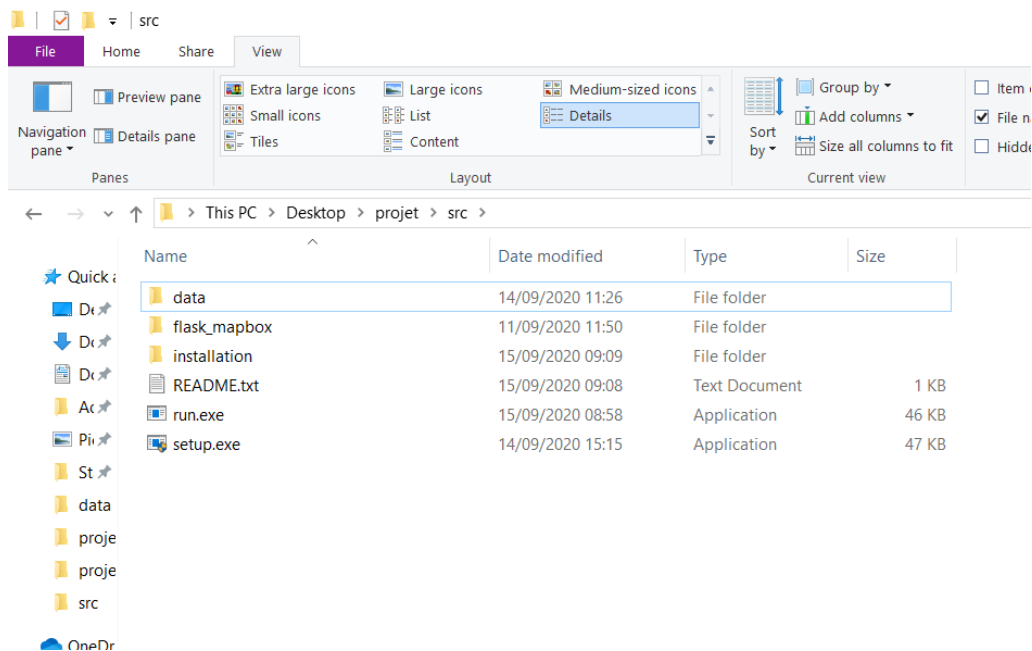 src
File Home Share View
Navigation pane
Preview pane
Details pane
Panes
Extra large icons Large icons Medium-sized icons
Small icons List Details
Tiles Content
Layout
Sort by
Group by
Add columns
Size all columns to fit
Current view
Item
File
This PC > Desktop > projet > src >
Name Date modified Type Size
data 14/09/2020 11:26 File folder
flask_mapbox 11/09/2020 11:50 File folder
installation 15/09/2020 09:09 File folder
README.txt 15/09/2020 09:08 Text Document 1 KB
run.exe 15/09/2020 08:58 Application 46 KB
setup.exe 14/09/2020 15:15 Application 47 KB
Quick
data
proje
proje
src
OneDr